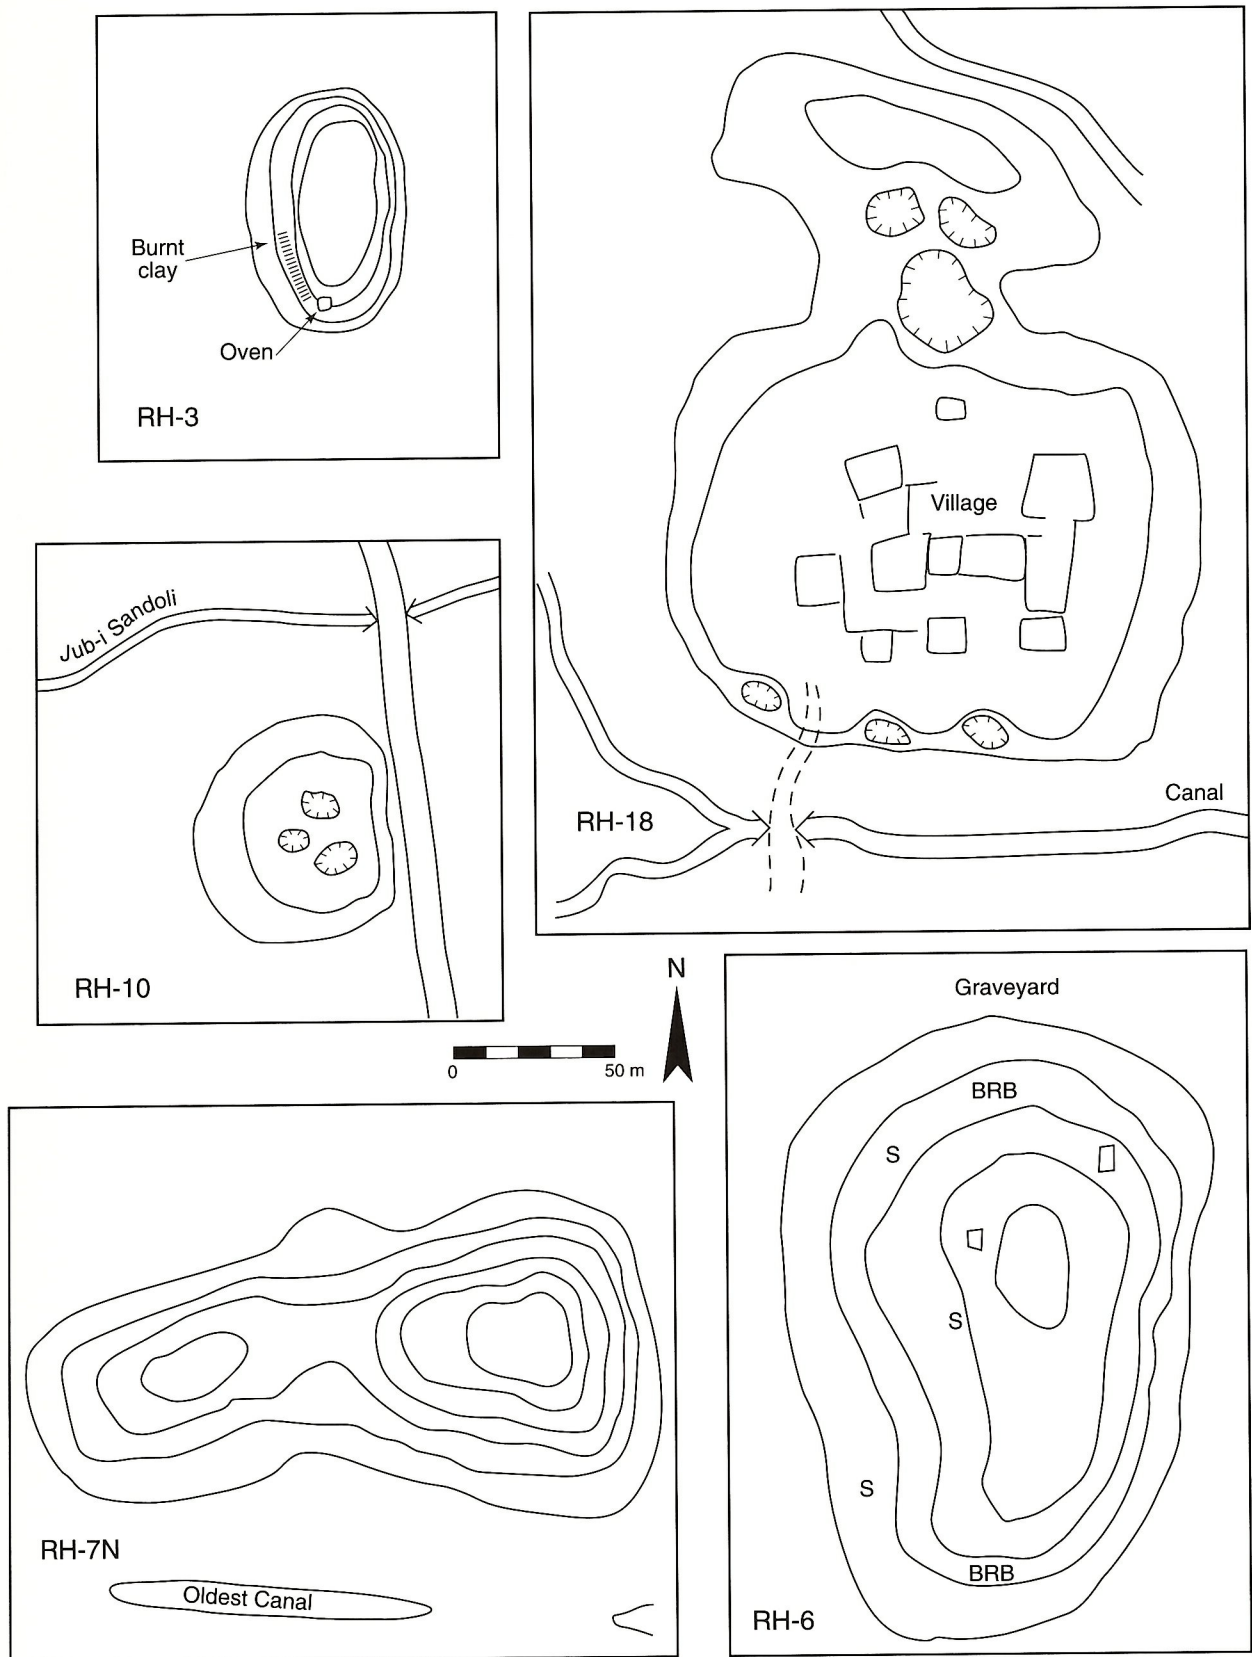 Burnt
clay
Oven
RH-3
Village
RH-18
Canal
Jub-i Sandoli
RH-10
N
0
50 m
Graveyard
BRB
S
S
S
BRB
RH-6
RH-7N
Oldest Canal